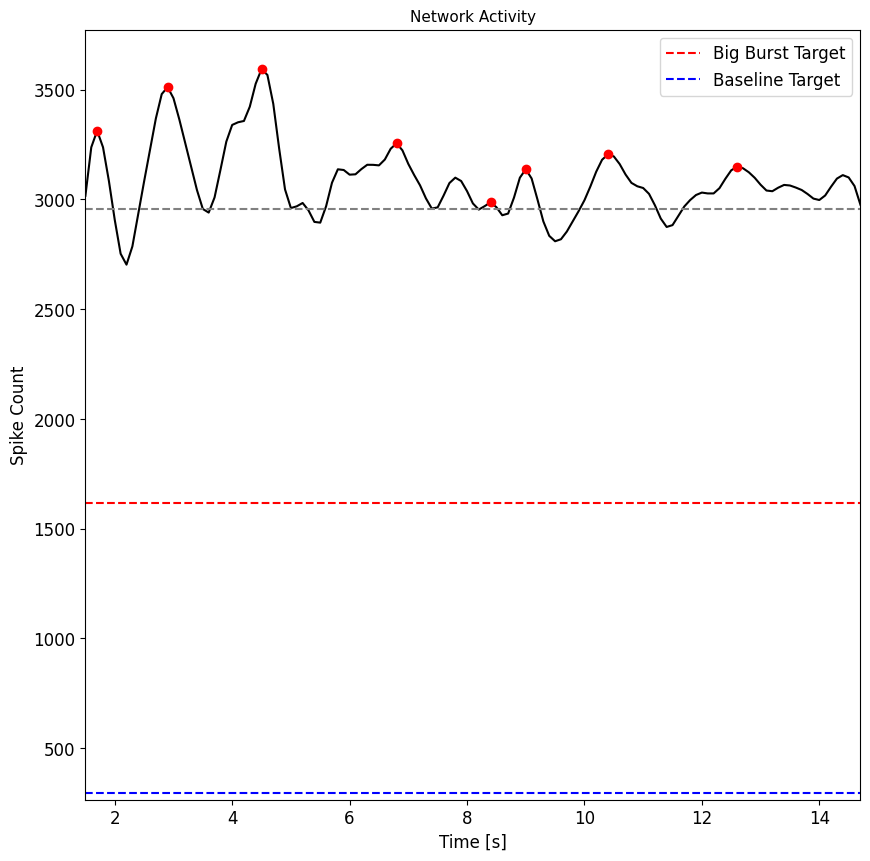 Network Activity
Big Burst Target
Baseline Target
Spike Count
3500
3000
2500
2000
1500
1000
500
2 4 6 8 10 12 14
Time [s]